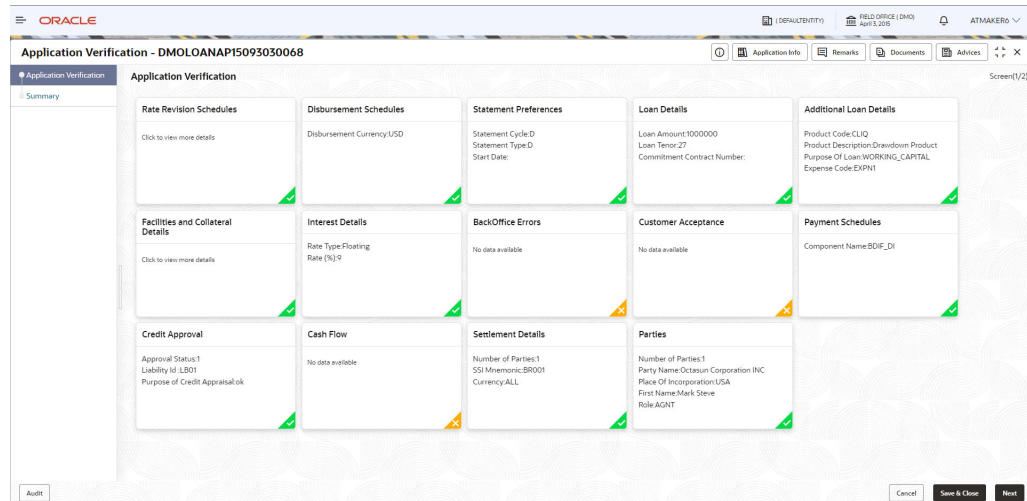 ORACLE
( DEFAULTENTITY)
FIELD OFFICE ( DMO)
April 3, 2015
ATMAKER6
Application Verification - DMOLOANAP15093030068
Application Info
Remarks
Documents
Advices
Application Verification
Summary
Application Verification
Screen(1/2)
Rate Revision Schedules
Click to view more details
Disbursement Schedules
Disbursement Currency:USD
Statement Preferences
Statement Cycle:D
Statement Type:D
Start Date:
Loan Details
Loan Amount:1000000
Loan Tenor:27
Commitment Contract Number:
Additional Loan Details
Product Code:CLIQ
Product Description:Drawdown Product
Purpose Of Loan:WORKING_CAPITAL
Expense Code:EXPN1
Facilities and Collateral
Details
Click to view more details
Interest Details
Rate Type:Floating
Rate (%):9
BackOffice Errors
No data available
Customer Acceptance
No data available
Payment Schedules
Component Name:BDIF_DI
Credit Approval
Approval Status:1
Liability Id :LB01
Purpose of Credit Appraisal:ok
Cash Flow
No data available
Settlement Details
Number of Parties:1
SSI Mnemonic:BR001
Currency:ALL
Parties
Number of Parties:1
Party Name:Octasun Corporation INC
Place Of Incorporation:USA
First Name:Mark Steve
Role:AGNT
Audit
Cancel
Save & Close
Next